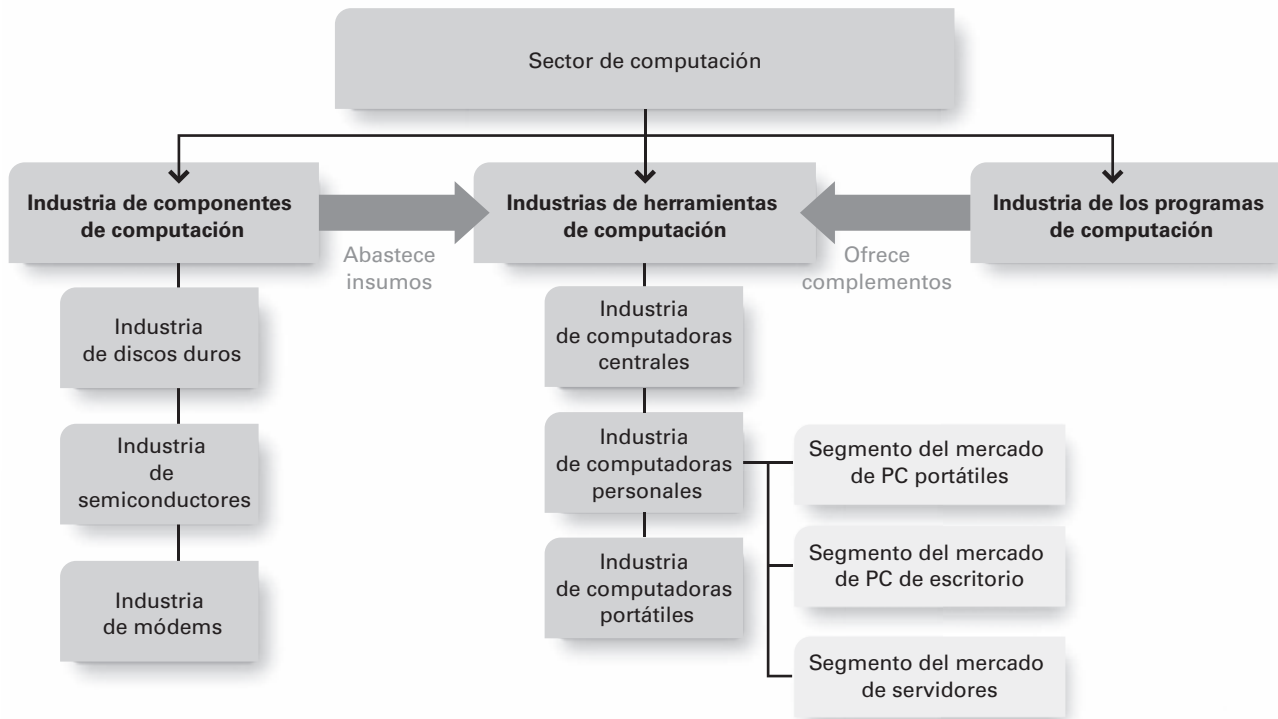 Sector de computación
Industria de componentes
de computación
Abastece
insumos
Industrias de herramientas
de computación
Ofrece
complementos
Industria de los programas
de computación
Industria
de discos duros
Industria
de
semiconductores
Industria
de módems
Industria
de computadoras
centrales
Industria
de computadoras
personales
Industria
de computadoras
portátiles
Segmento del mercado
de PC portátiles
Segmento del mercado
de PC de escritorio
Segmento del mercado
de servidores